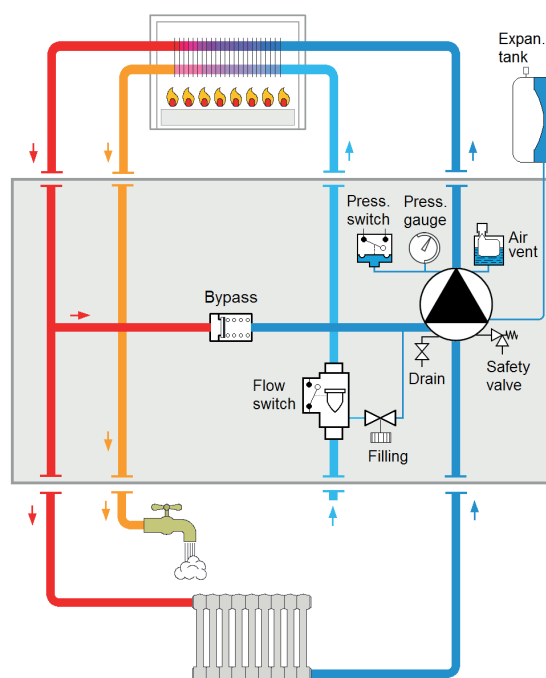 Expan.
tank
Press.
switch
Press.
gauge
Air
vent
Bypass
Flow
switch
Drain
Safety
valve
Filling